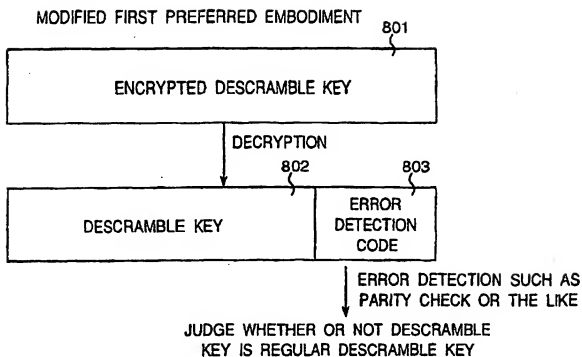 MODIFIED FIRST PREFERRED EMBODIMENT
801
ENCRYPTED DESCRAMBLE KEY
DECRYPTION
802
803
DESCRAMBLE KEY
ERROR
DETECTION
CODE
ERROR DETECTION SUCH AS
PARITY CHECK OR THE LIKE
JUDGE WHETHER OR NOT DESCRAMBLE
KEY IS REGULAR DESCRAMBLE KEY